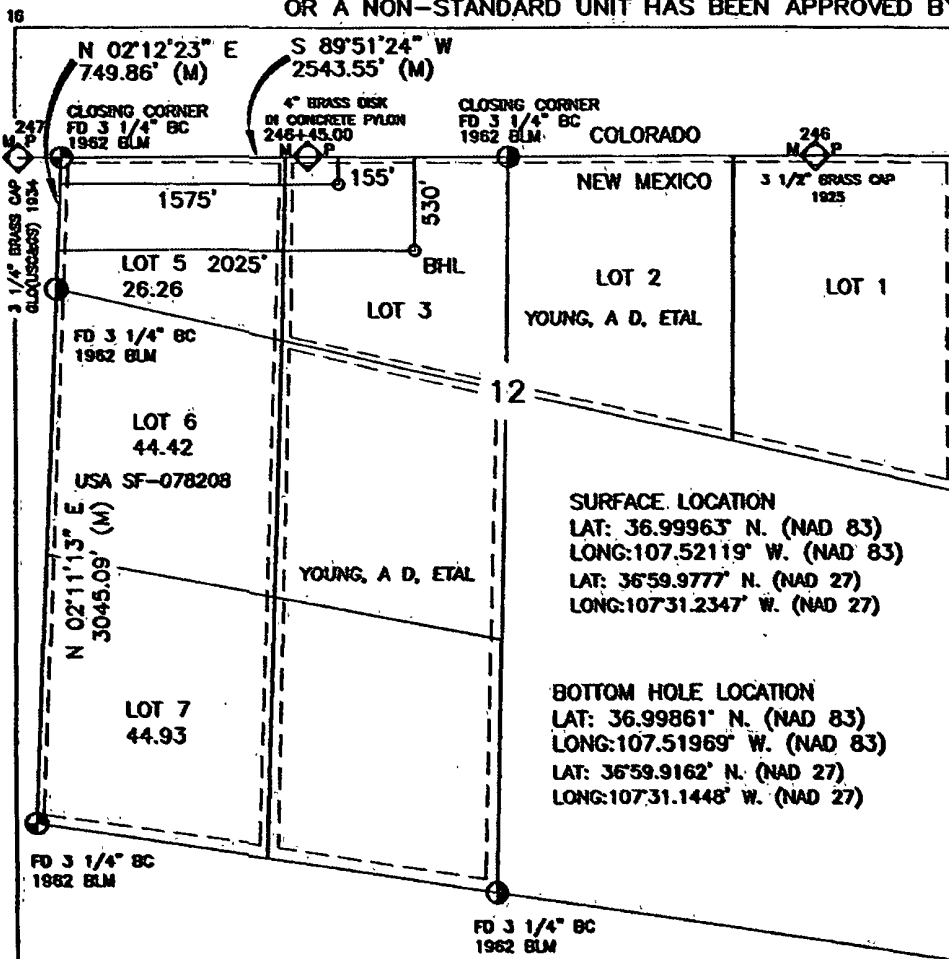 OR A NON-STANDARD UNIT HAS BEEN APPROVED BY
16
N 02°12'23" E
749.86' (M)
S 89°51'24" W
2543.55' (M)
CLOSING CORNER
FD 3 1/4" BC
1962 BLM
4" BRASS DISK
IN CONCRETE PYLON
246+45.00
CLOSING CORNER
FD 3 1/4" BC
1962 BLM
COLORADO
247
M P
M P
246
M P
NEW MEXICO
3 1/2" BRASS CAP
1925
3 1/4" BRASS CAP
GLO(USC&GS) 1934
1575'
155'
530'
LOT 5 2025'
26.26
BHL
LOT 3
LOT 2
YOUNG, A D, ETAL
LOT 1
FD 3 1/4" BC
1962 BLM
12
LOT 6
44.42
USA SF-078208
N 02°11'13" E
3045.09' (M)
YOUNG, A D, ETAL
SURFACE LOCATION
LAT: 36.99963° N. (NAD 83)
LONG:107.52119° W. (NAD 83)
LAT: 36°59.9777' N. (NAD 27)
LONG:107°31.2347' W. (NAD 27)
LOT 7
44.93
BOTTOM HOLE LOCATION
LAT: 36.99861° N. (NAD 83)
LONG:107.51969° W. (NAD 83)
LAT: 36°59.9162' N. (NAD 27)
LONG:107°31.1448' W. (NAD 27)
FD 3 1/4" BC
1962 BLM
FD 3 1/4" BC
1962 BLM